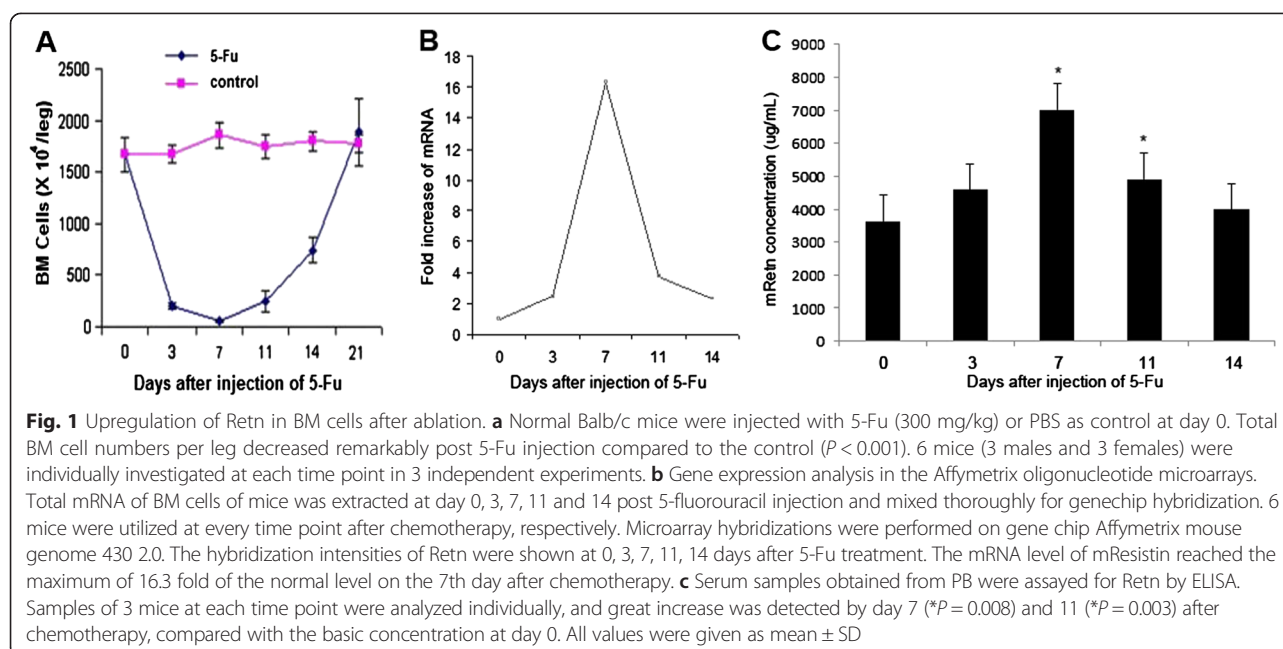 A
5-Fu
control
BM Cells (X 10⁴/leg)
2500
2000
1500
1000
500
0
0 3 7 11 14 21
Days after injection of 5-Fu
B
Fold increase of mRNA
18
16
14
12
10
8
6
4
2
0
0 3 7 11 14
Days after injection of 5-Fu
C
mRetn concentration (ug/mL)
9000
8000
7000
6000
5000
4000
3000
2000
1000
0
* *
0 3 7 11 14
Days after injection of 5-Fu
Fig. 1 Upregulation of Retn in BM cells after ablation. a Normal Balb/c mice were injected with 5-Fu (300 mg/kg) or PBS as control at day 0. Total
BM cell numbers per leg decreased remarkably post 5-Fu injection compared to the control (P < 0.001). 6 mice (3 males and 3 females) were
individually investigated at each time point in 3 independent experiments. b Gene expression analysis in the Affymetrix oligonucleotide microarrays.
Total mRNA of BM cells of mice was extracted at day 0, 3, 7, 11 and 14 post 5-fluorouracil injection and mixed thoroughly for genechip hybridization. 6
mice were utilized at every time point after chemotherapy, respectively. Microarray hybridizations were performed on gene chip Affymetrix mouse
genome 430 2.0. The hybridization intensities of Retn were shown at 0, 3, 7, 11, 14 days after 5-Fu treatment. The mRNA level of mResistin reached the
maximum of 16.3 fold of the normal level on the 7th day after chemotherapy. c Serum samples obtained from PB were assayed for Retn by ELISA.
Samples of 3 mice at each time point were analyzed individually, and great increase was detected by day 7 (*P = 0.008) and 11 (*P = 0.003) after
chemotherapy, compared with the basic concentration at day 0. All values were given as mean ± SD